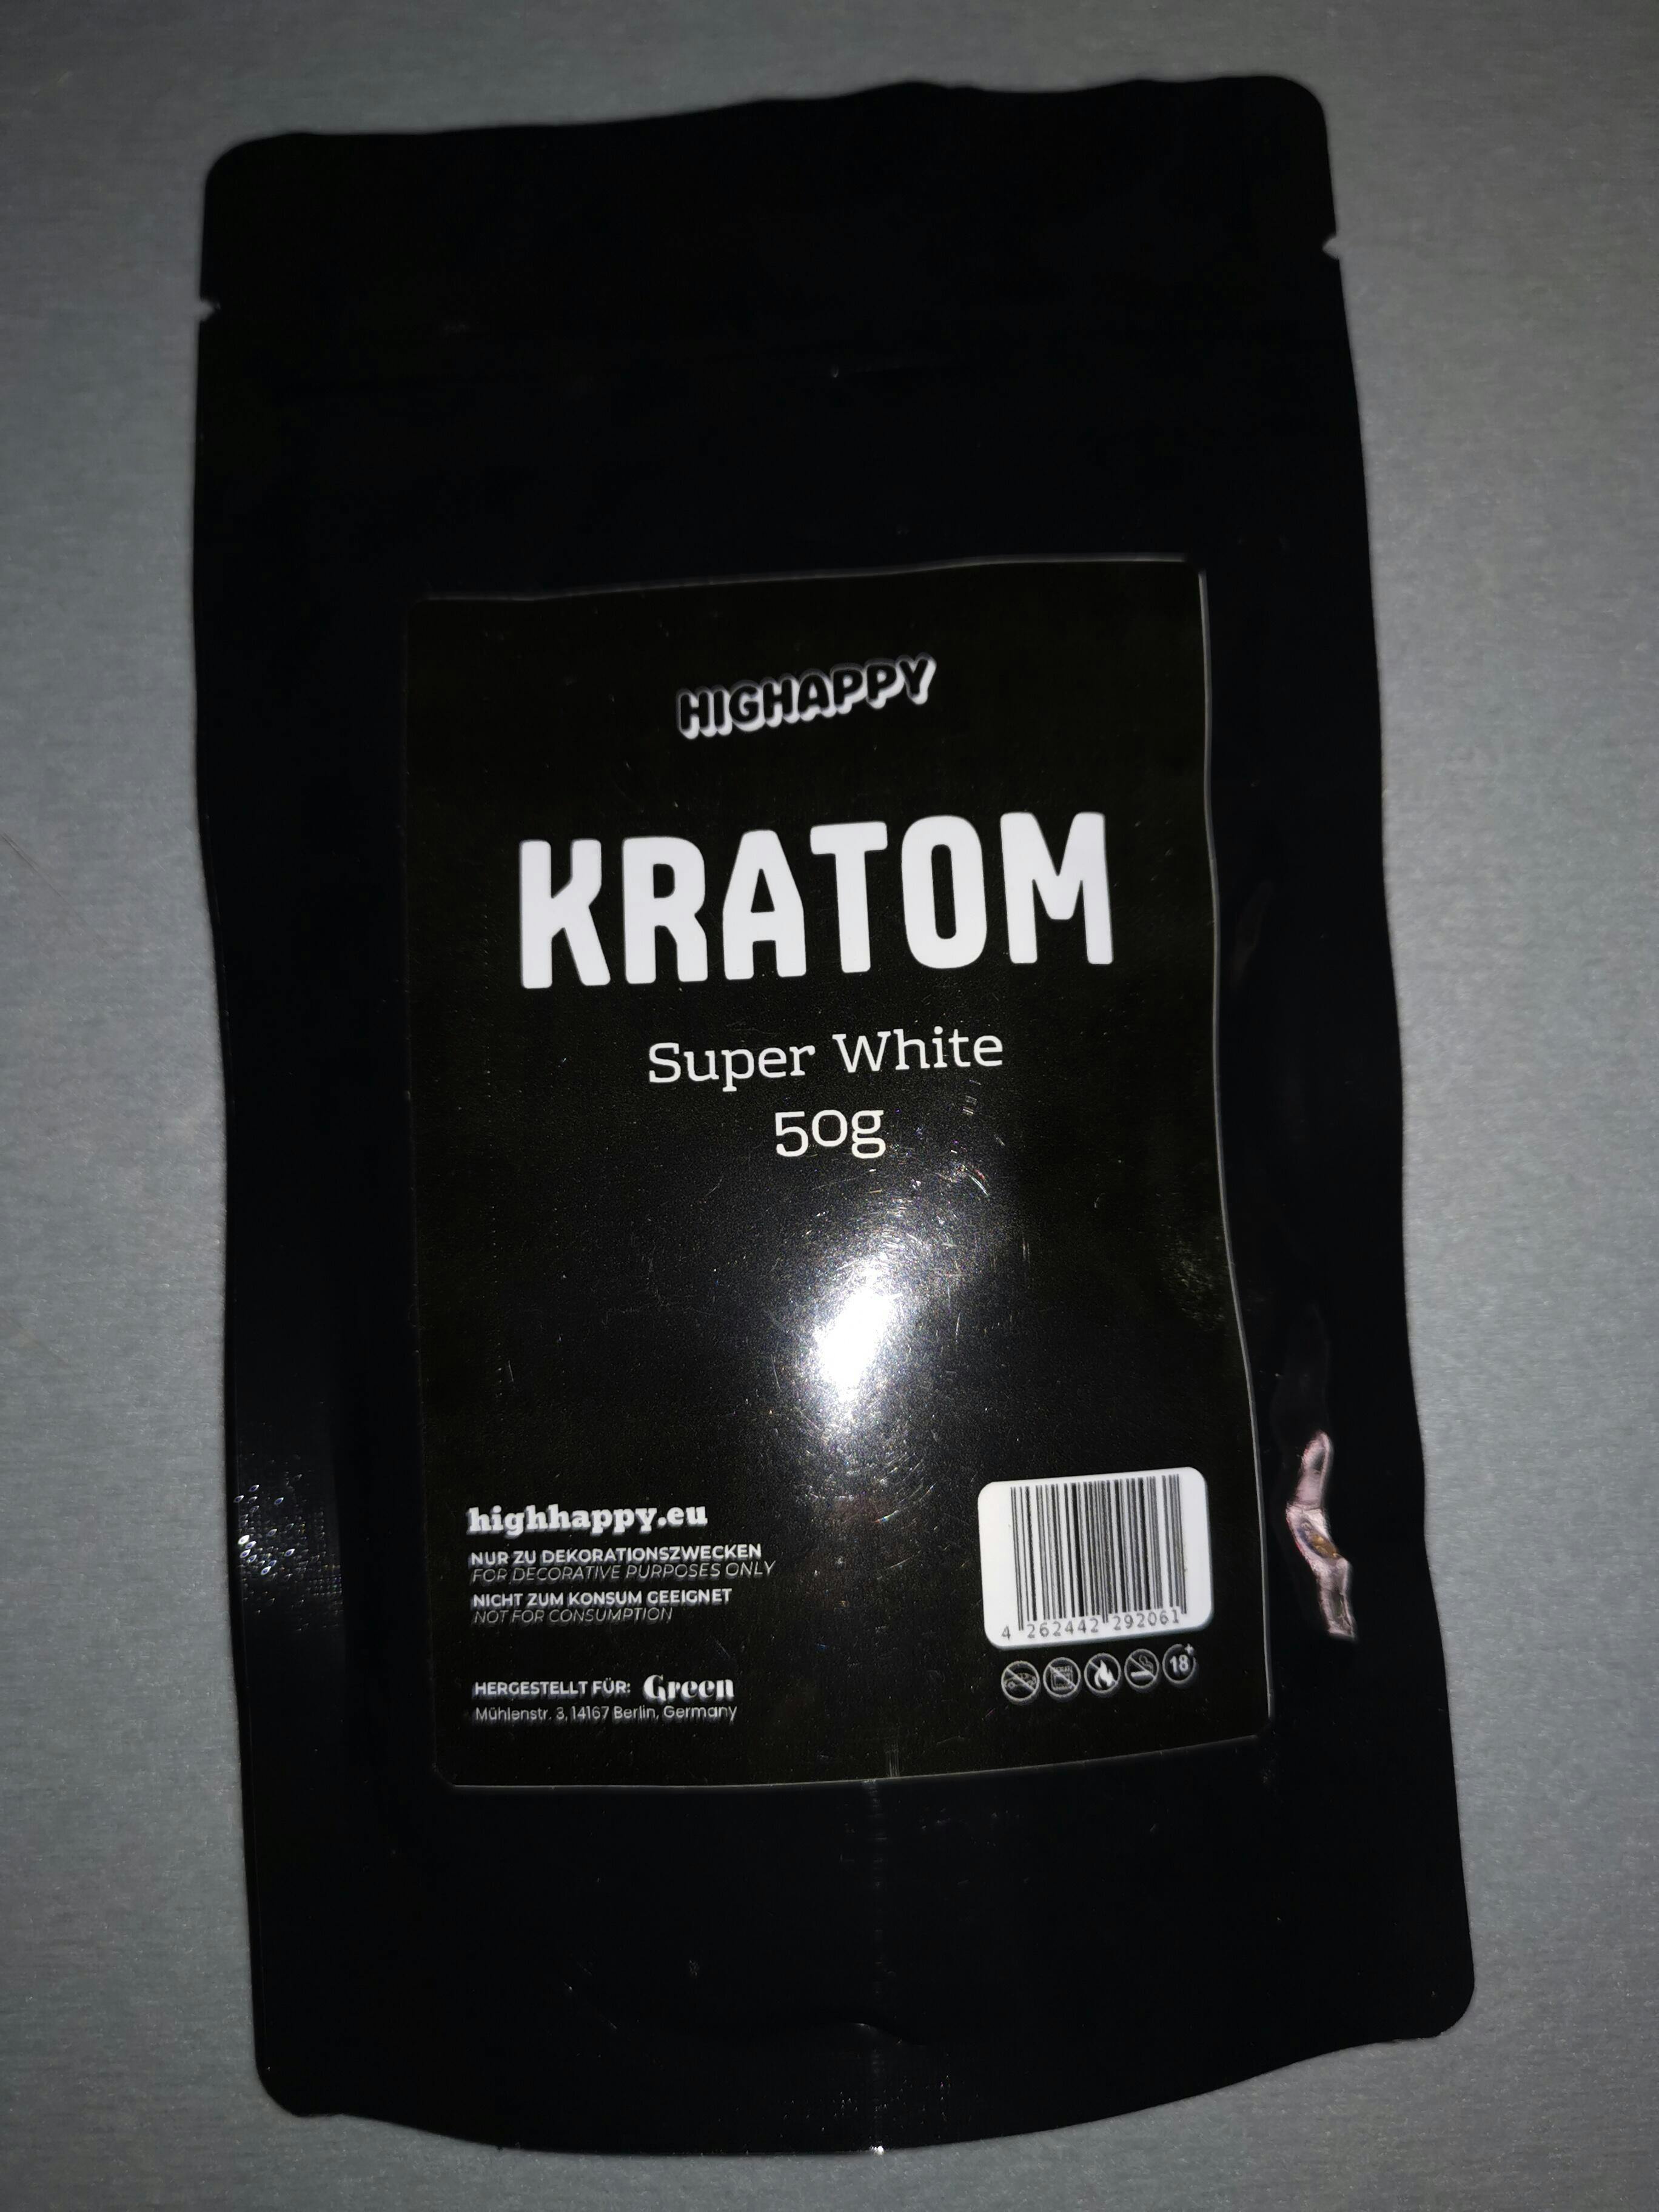 HIGHAPPY
KRATOM
Super White
50g
highhappy.eu
NUR ZU DEKORATIONSZWECKEN
FOR DECORATIVE PURPOSES ONLY
NICHT ZUM KONSUM GEEIGNET
NOT FOR CONSUMPTION
HERGESTELLT FÜR: Green
Mühlenstr. 3, 14167 Berlin, Germany
4 262442 292061
18+